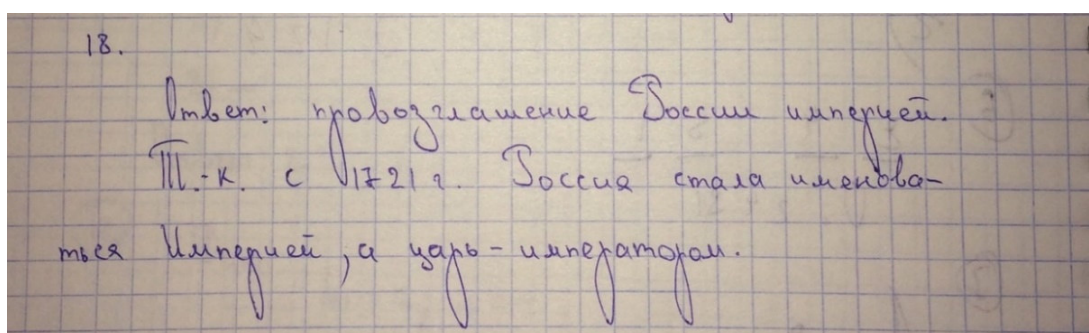 18.
Ответ: провозглашение России империей.
Т.-к. с 1721 г. Россия стала именова-
ться Империей, а царь - императором.